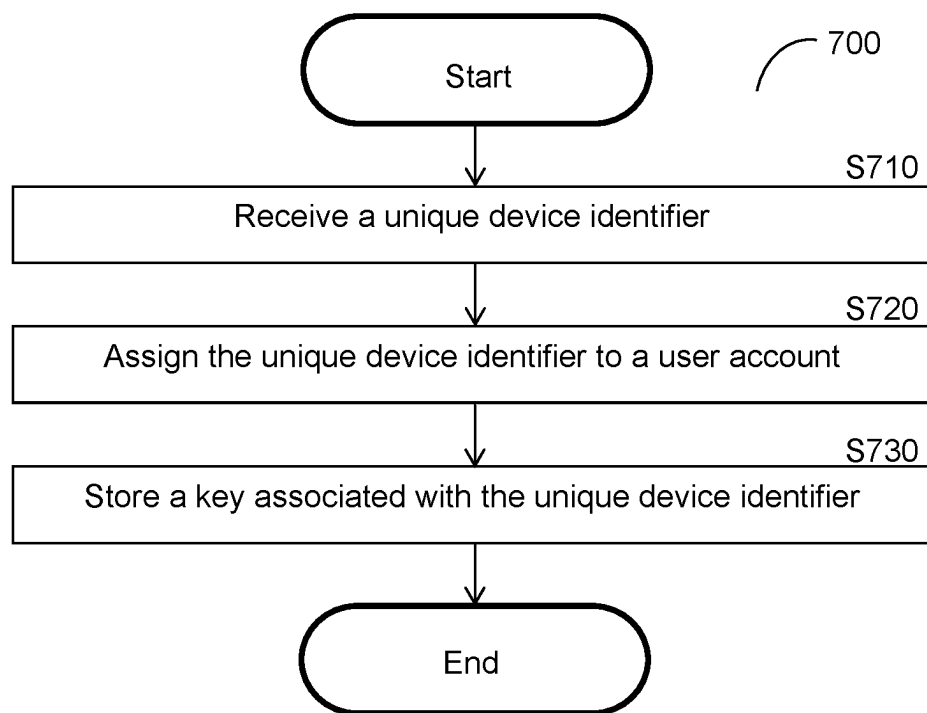 Start
700
S710
Receive a unique device identifier
S720
Assign the unique device identifier to a user account
S730
Store a key associated with the unique device identifier
End